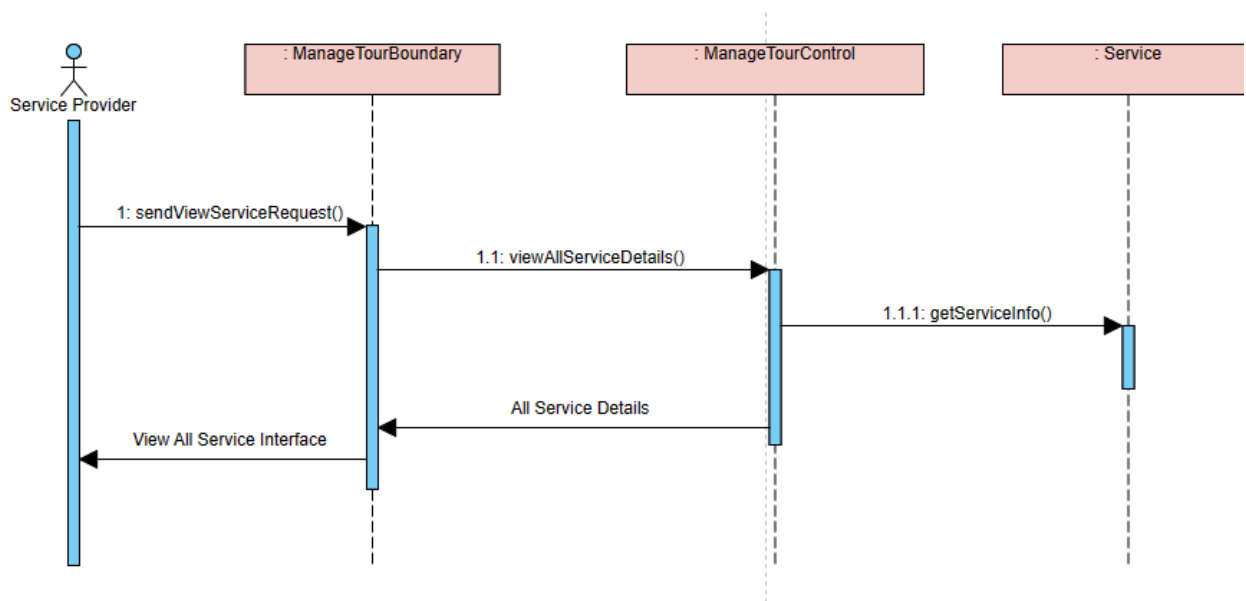 : ManageTourBoundary
: ManageTourControl
: Service
Service Provider
1: sendViewServiceRequest()
1.1: viewAllServiceDetails()
1.1.1: getServiceInfo()
All Service Details
View All Service Interface